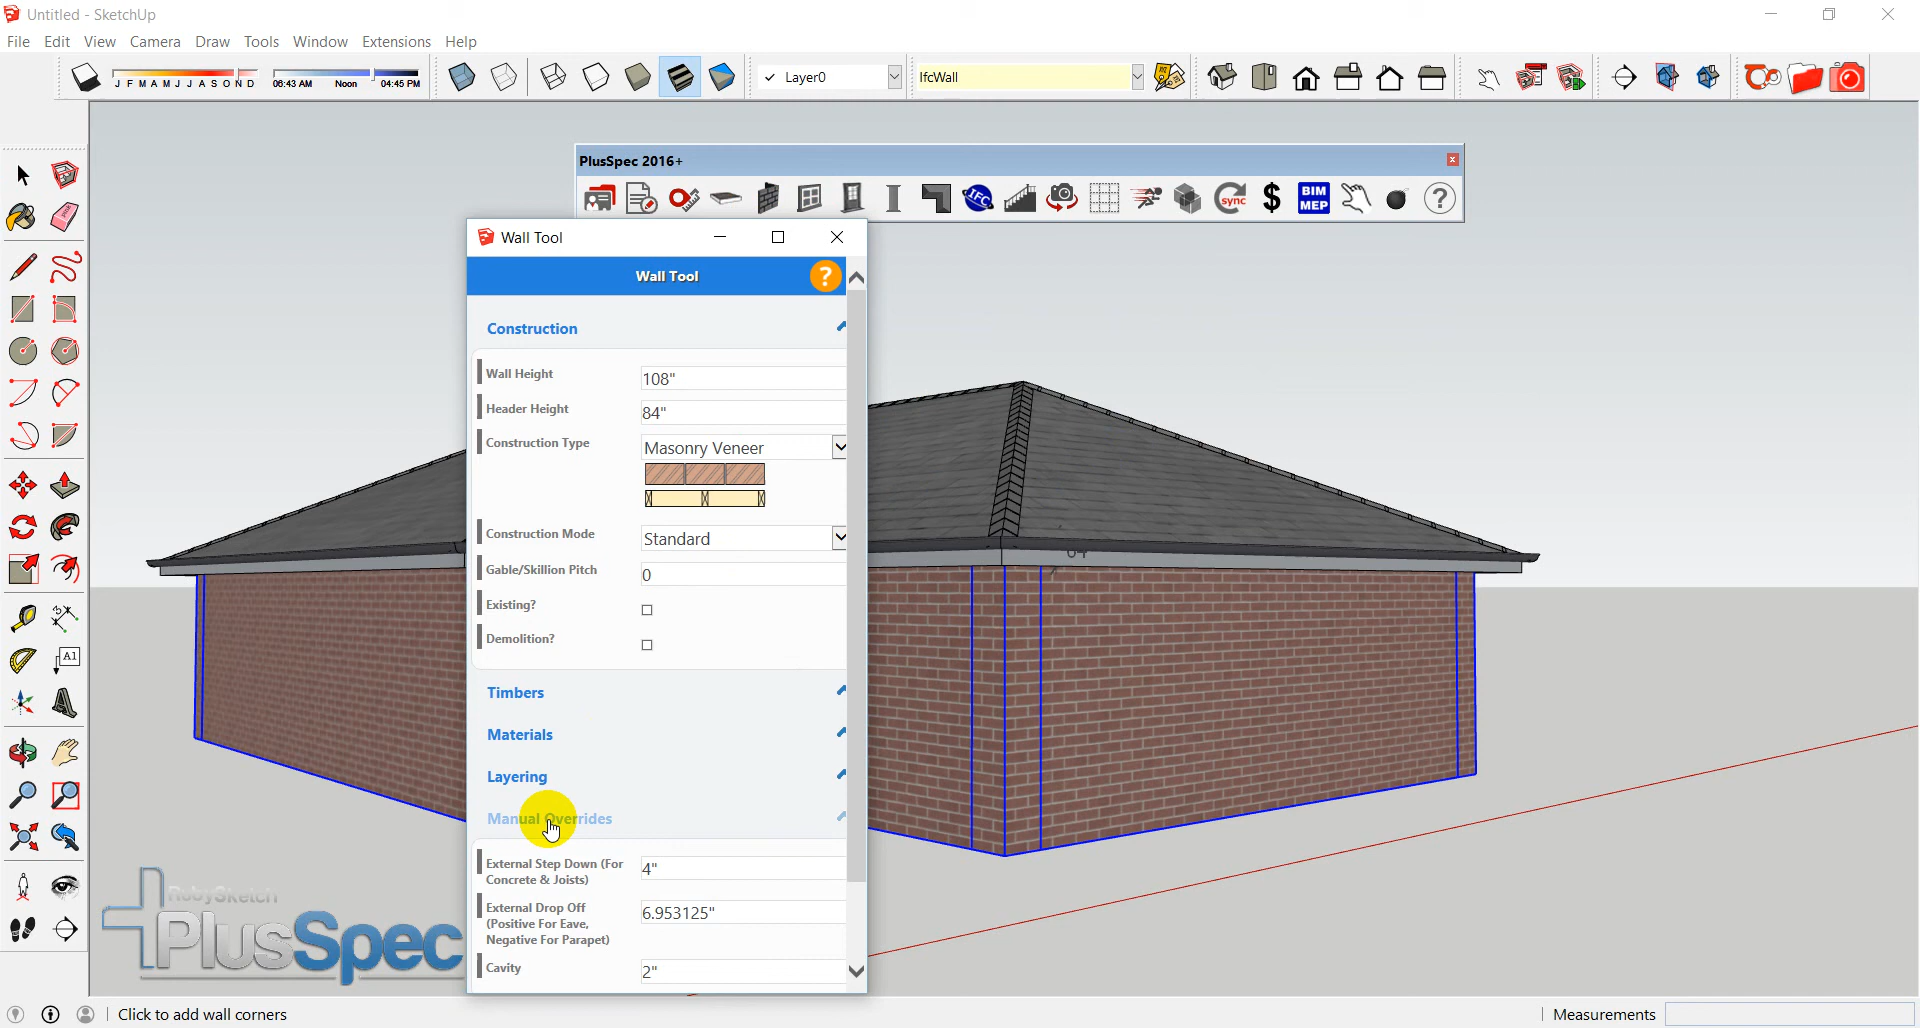 Untitled - SketchUp
File Edit View Camera Draw Tools Window Extensions Help
J F M A M J J A S O N D
06:43 AM Noon 04:45 PM
Layer0
IfcWall
PlusSpec 2016+
IFC
sync
$
BIM
MEP
?
Wall Tool
Wall Tool
?
Construction
Wall Height 108"
Header Height 84"
Construction Type Masonry Veneer
Construction Mode Standard
Gable/Skillion Pitch 0
Existing?
Demolition?
Timbers
Materials
Layering
Manual Overrides
External Step Down (For
Concrete & Joists) 4"
External Drop Off
(Positive For Eave,
Negative For Parapet) 6.953125"
Cavity 2"
A1
RubySketch
PlusSpec
Click to add wall corners
Measurements